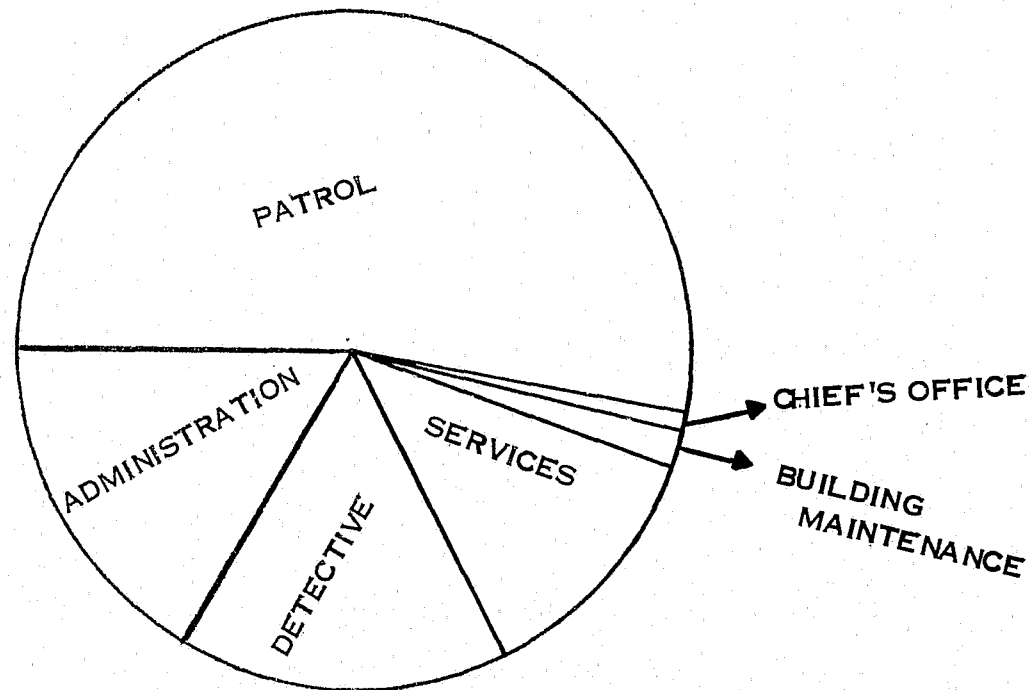 PATROL
CHIEF'S OFFICE
ADMINISTRATION
SERVICES
BUILDING
MAINTENANCE
DETECTIVE